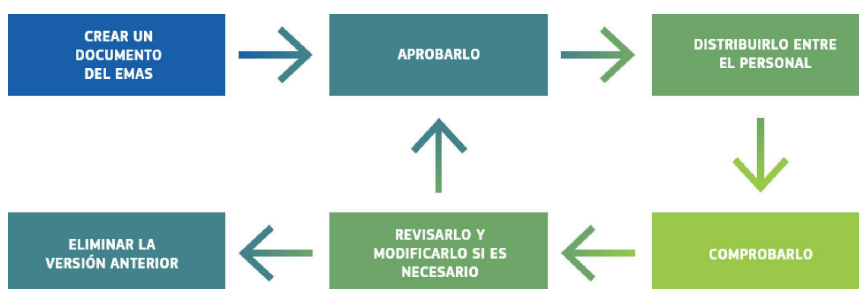 CREAR UN
DOCUMENTO
DEL EMAS
APROBARLO
DISTRIBUIRLO ENTRE
EL PERSONAL
ELIMINAR LA
VERSIÓN ANTERIOR
REVISARLO Y
MODIFICARLO SI ES
NECESARIO
COMPROBARLO